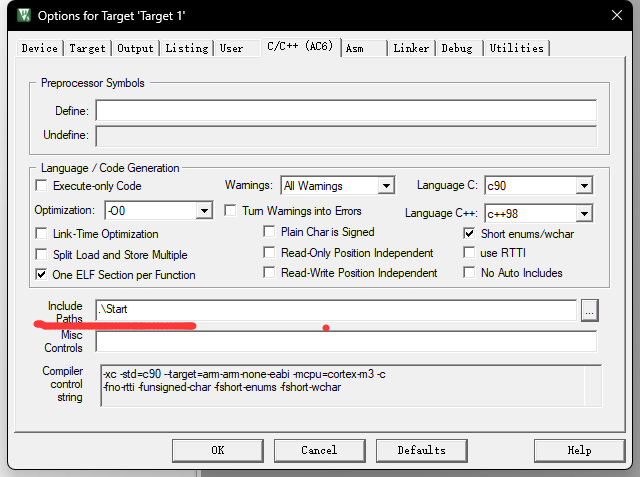 Options for Target 'Target 1'
Device Target Output Listing User C/C++ (AC6) Asm Linker Debug Utilities
Preprocessor Symbols
Define:
Undefine:
Language / Code Generation
Execute-only Code Warnings: All Warnings Language C: c90
Optimization: -O0 Turn Warnings into Errors Language C++: c++98
Link-Time Optimization Plain Char is Signed Short enums/wchar
Split Load and Store Multiple Read-Only Position Independent use RTTI
One ELF Section per Function Read-Write Position Independent No Auto Includes
Include
Paths
.\Start ...
Misc
Controls
Compiler
control
string
-xc -std=c90 --target=arm-arm-none-eabi -mcpu=cortex-m3 -c
-fno-rtti -funsigned-char -fshort-enums -fshort-wchar
OK Cancel Defaults Help